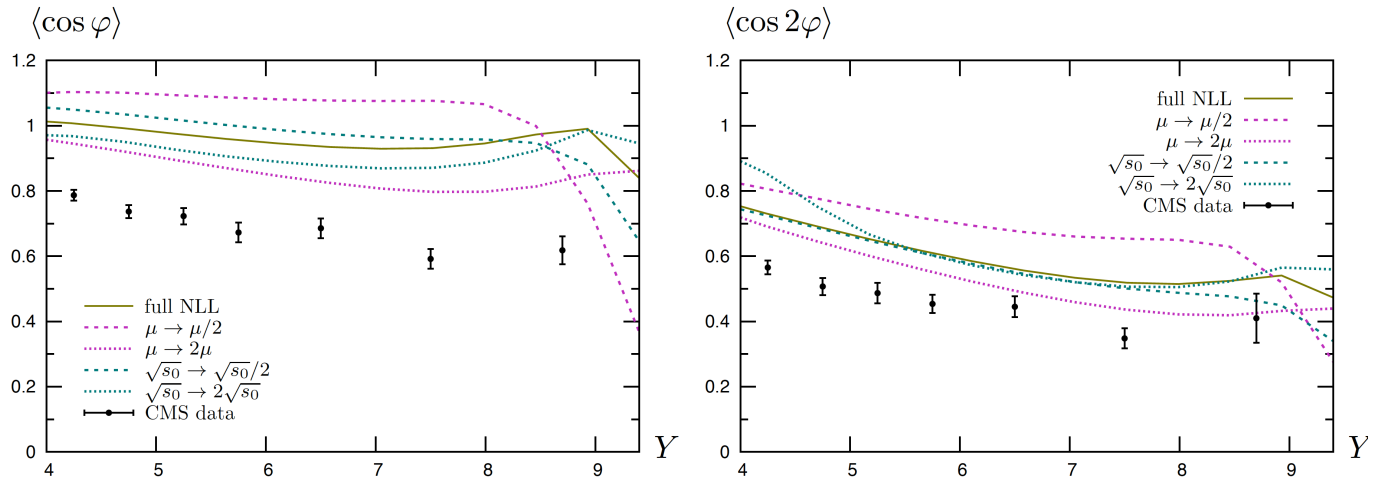 ⟨cos φ⟩
1.2
1
0.8
0.6
0.4
0.2
0
4 5 6 7 8 9
Y
full NLL
μ → μ/2
μ → 2μ
√s₀ → √s₀/2
√s₀ → 2√s₀
CMS data
⟨cos 2φ⟩
1.2
1
0.8
0.6
0.4
0.2
0
4 5 6 7 8 9
Y
full NLL
μ → μ/2
μ → 2μ
√s₀ → √s₀/2
√s₀ → 2√s₀
CMS data